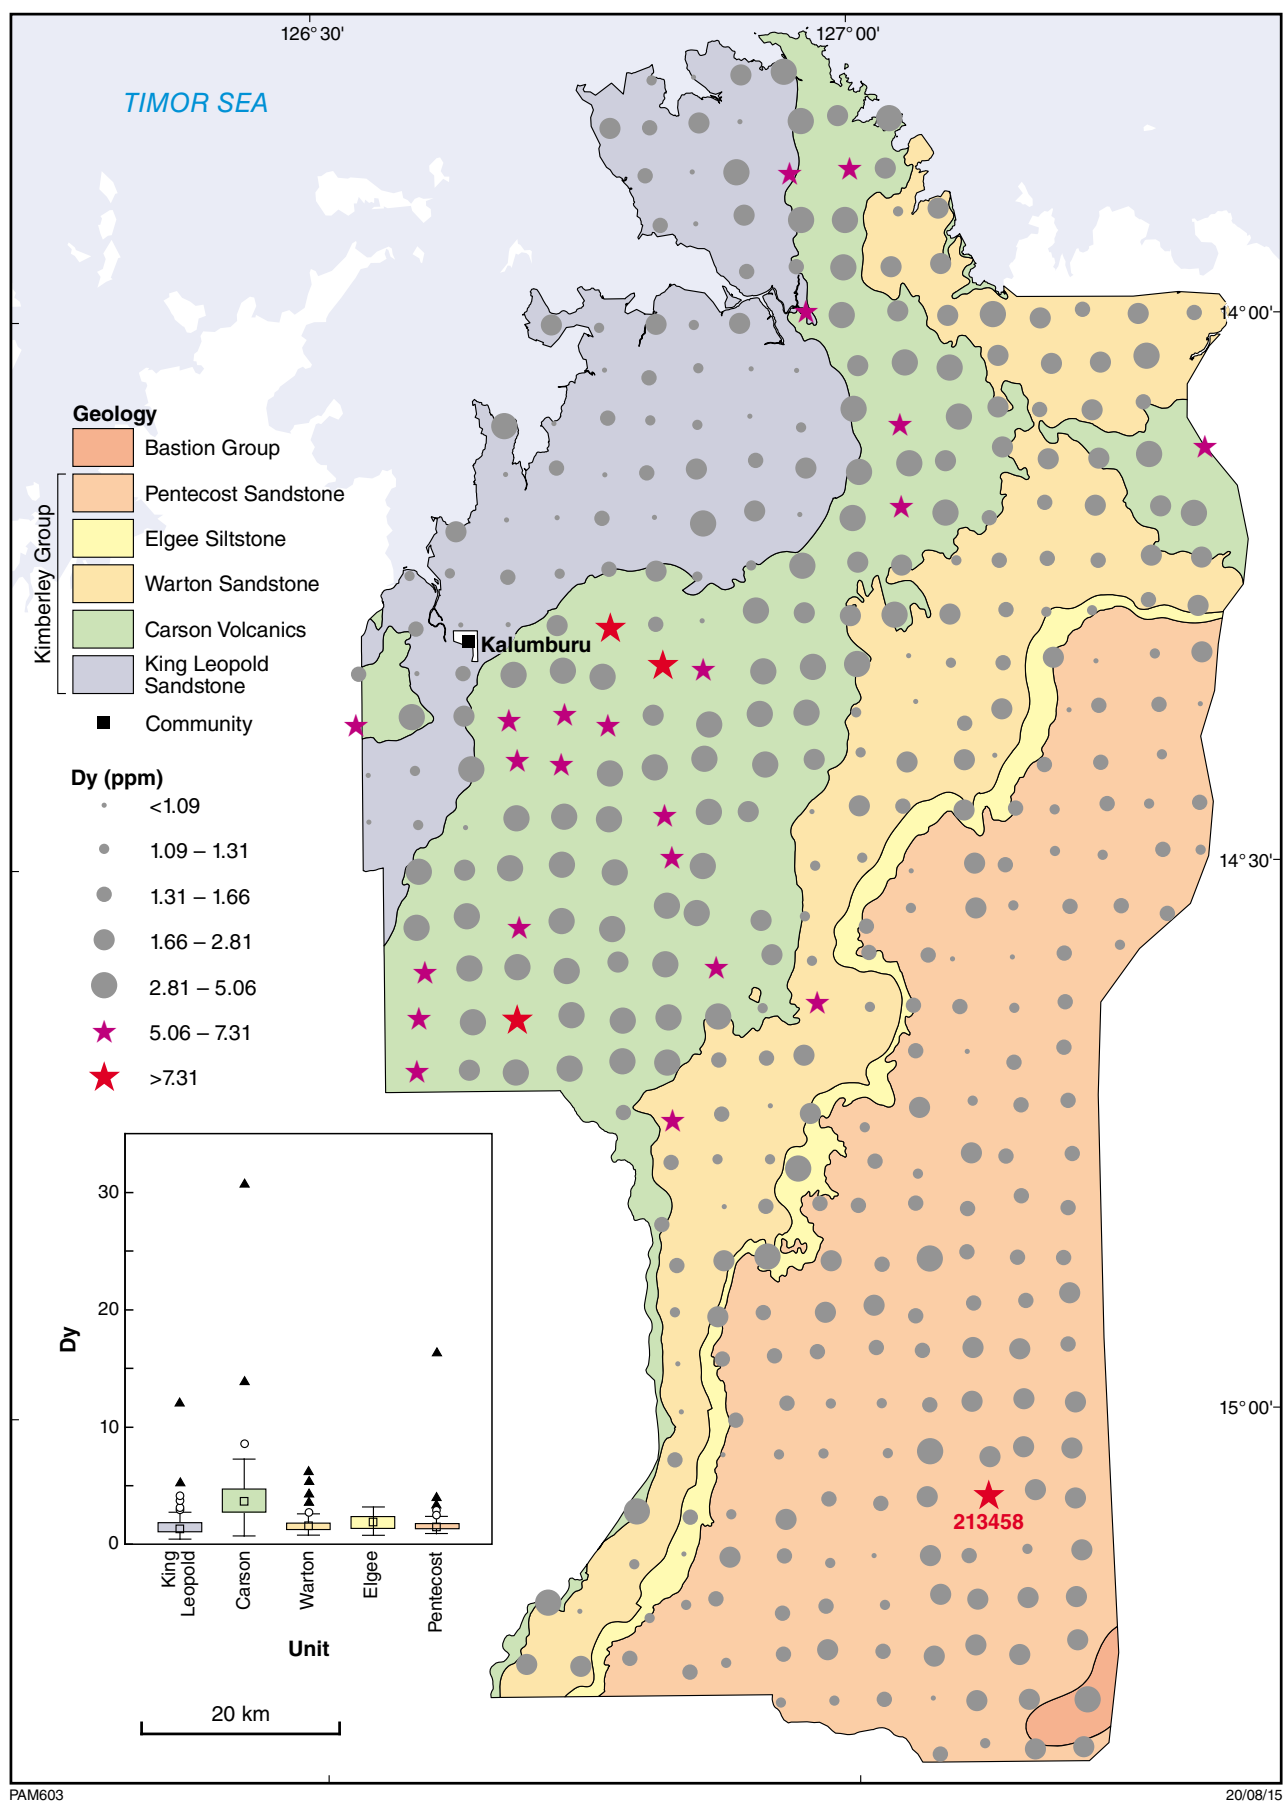 126°30'
127°00'
TIMOR SEA
14°00'
Geology
Bastion Group
Kimberley Group
Pentecost Sandstone
Elgee Siltstone
Warton Sandstone
Carson Volcanics
King Leopold
Sandstone
Community
Kalumburu
Dy (ppm)
<1.09
1.09 – 1.31
1.31 – 1.66
1.66 – 2.81
2.81 – 5.06
5.06 – 7.31
>7.31
14°30'
15°00'
213458
Dy
30
20
10
0
King
Leopold
Carson
Warton
Elgee
Pentecost
Unit
20 km
PAM603
20/08/15